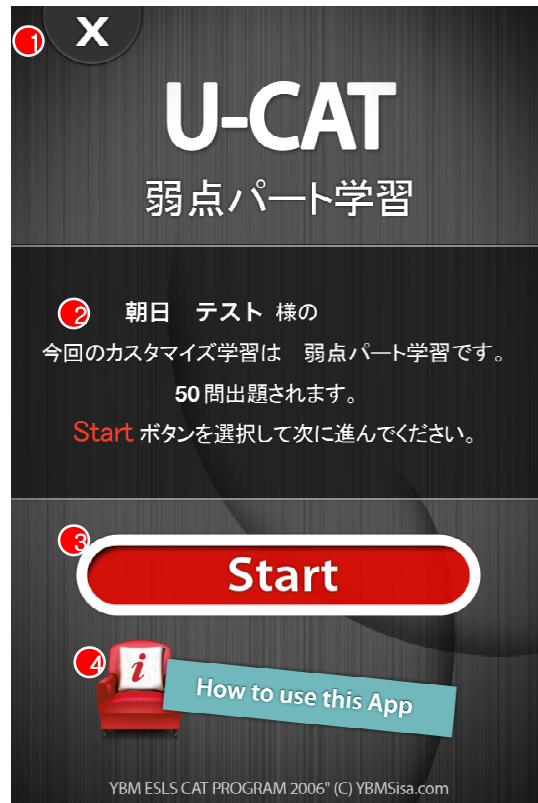 1
X
U-CAT
弱点パート学習
2
朝日　テスト 様の
今回のカスタマイズ学習は　弱点パート学習です。
50問出題されます。
Start ボタンを選択して次に進んでください。
3
Start
4
i
How to use this App
YBM ESLS CAT PROGRAM 2006" (C) YBMSisa.com